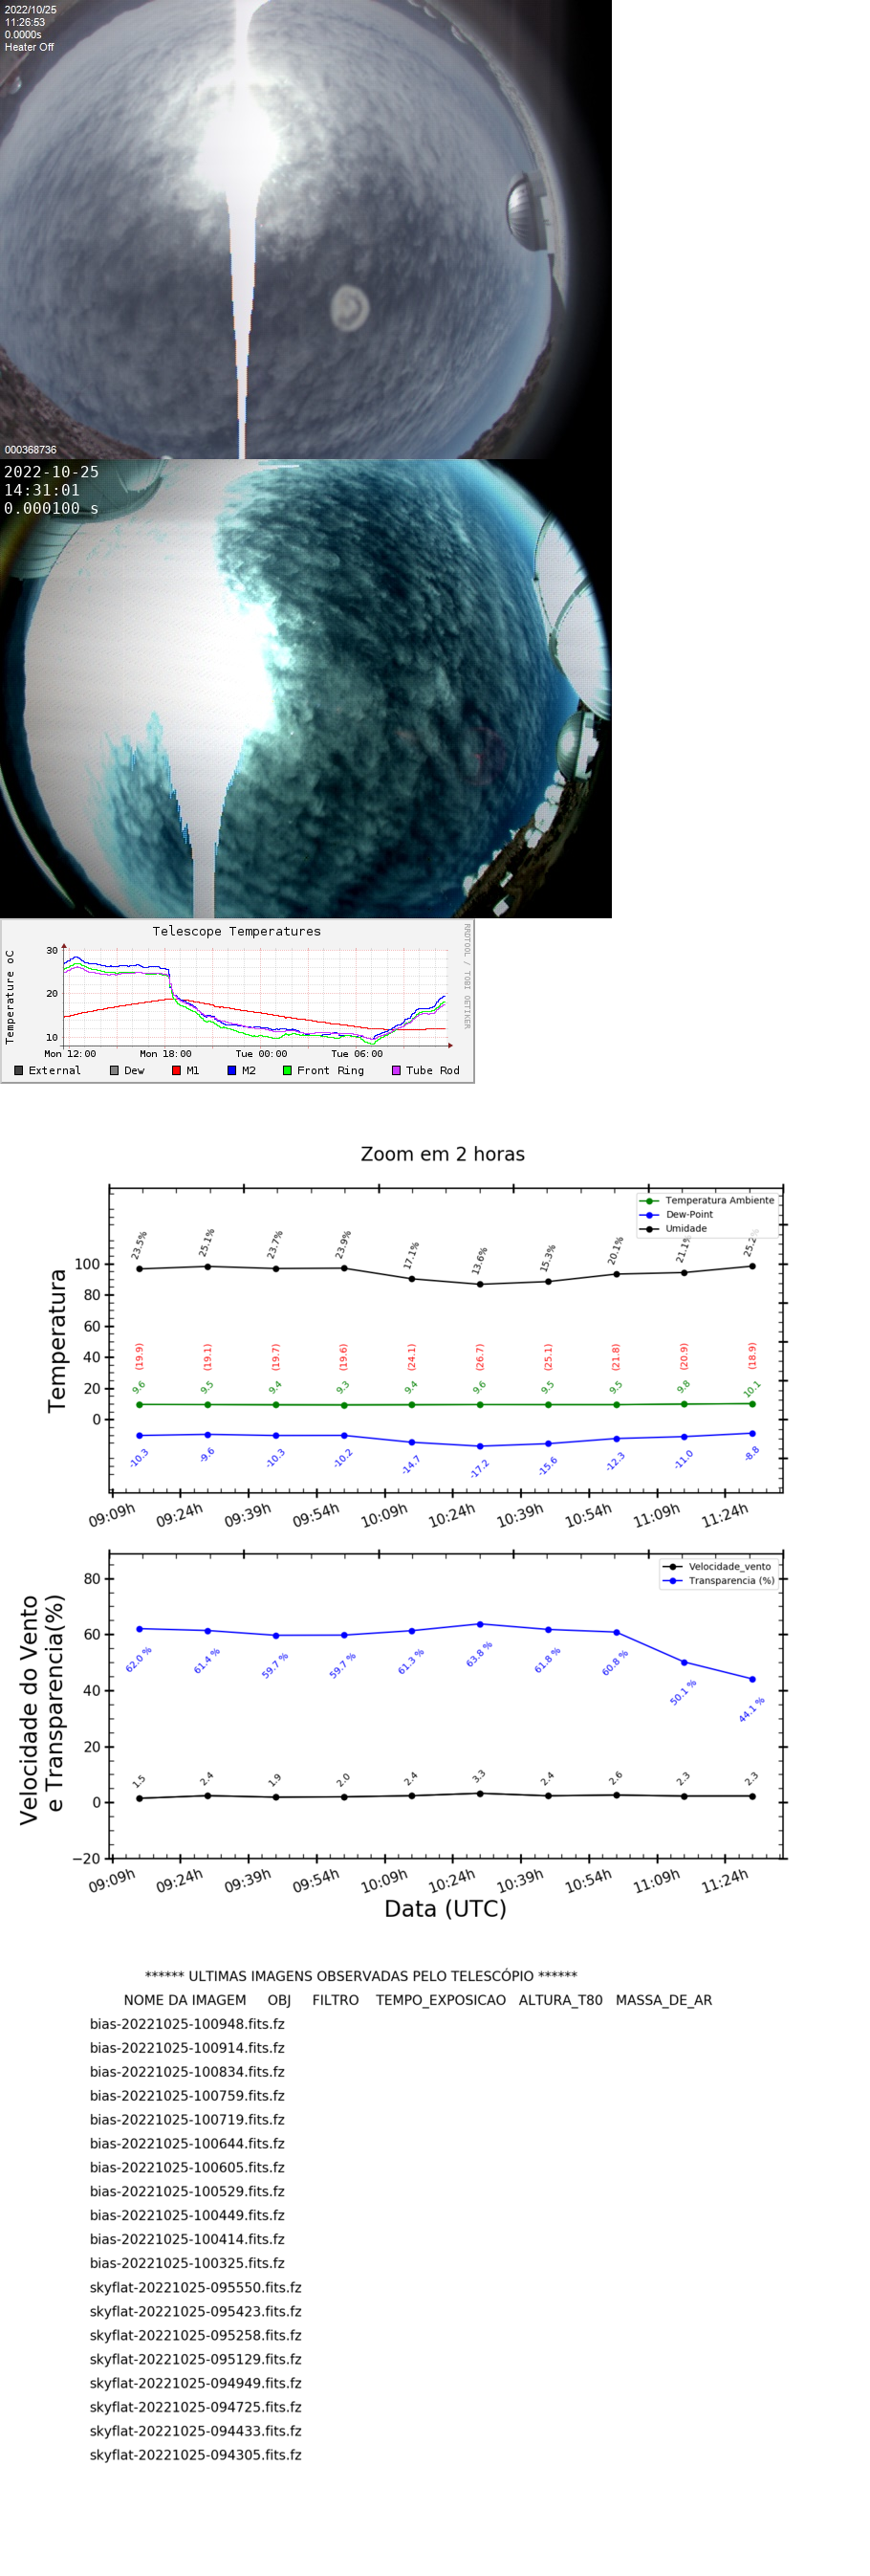 2022/10/25
11:26:53
0.0000s
Heater Off
000368736
2022-10-25
14:31:01
0.000100 s
Telescope Temperatures
RRDTOOL / TOBI OETIKER
Temperature oC
30
20
10
Mon 12:00 Mon 18:00 Tue 00:00 Tue 06:00
External Dew M1 M2 Front Ring Tube Rod
Zoom em 2 horas
Temperatura Ambiente
Dew-Point
Umidade
Temperatura
100
80
60
40
20
0
23.5% 25.1% 23.7% 23.9% 17.1% 13.6% 15.3% 20.1% 21.1%
(19.9) (19.1) (19.7) (19.6) (24.1) (26.7) (25.1) (21.8) (20.9) (18.9)
9.6 9.5 9.4 9.3 9.4 9.6 9.5 9.5 9.8 10.1
-10.3 -9.6 -10.3 -10.2 -14.7 -17.2 -15.6 -12.3 -11.0 -8.8
09:09h 09:24h 09:39h 09:54h 10:09h 10:24h 10:39h 10:54h 11:09h 11:24h
Velocidade_vento
Transparencia (%)
Velocidade do Vento
e Transparencia(%)
80
60
40
20
0
−20
62.0 % 61.4 % 59.7 % 59.7 % 61.3 % 63.8 % 61.8 % 60.8 % 50.1 % 44.1 %
1.5 2.4 1.9 2.0 2.4 3.3 2.4 2.6 2.3 2.3
09:09h 09:24h 09:39h 09:54h 10:09h 10:24h 10:39h 10:54h 11:09h 11:24h
Data (UTC)
****** ULTIMAS IMAGENS OBSERVADAS PELO TELESCÓPIO ******
NOME DA IMAGEM OBJ FILTRO TEMPO_EXPOSICAO ALTURA_T80 MASSA_DE_AR
bias-20221025-100948.fits.fz
bias-20221025-100914.fits.fz
bias-20221025-100834.fits.fz
bias-20221025-100759.fits.fz
bias-20221025-100719.fits.fz
bias-20221025-100644.fits.fz
bias-20221025-100605.fits.fz
bias-20221025-100529.fits.fz
bias-20221025-100449.fits.fz
bias-20221025-100414.fits.fz
bias-20221025-100325.fits.fz
skyflat-20221025-095550.fits.fz
skyflat-20221025-095423.fits.fz
skyflat-20221025-095258.fits.fz
skyflat-20221025-095129.fits.fz
skyflat-20221025-094949.fits.fz
skyflat-20221025-094725.fits.fz
skyflat-20221025-094433.fits.fz
skyflat-20221025-094305.fits.fz